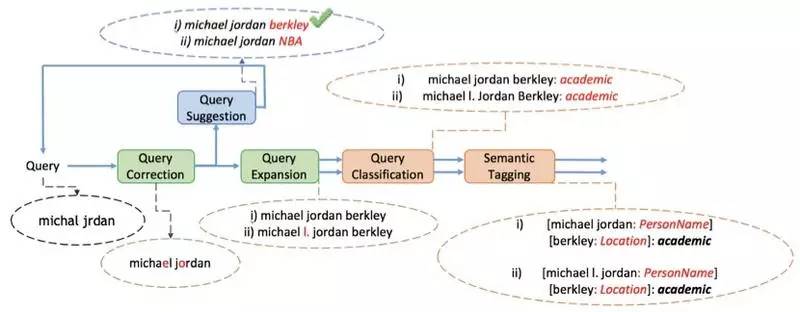 i) michael jordan berkley
ii) michael jordan NBA
Query
Suggestion
i) michael jordan berkley: academic
ii) michael l. Jordan Berkley: academic
Query
Query
Correction
Query
Expansion
Query
Classification
Semantic
Tagging
michal jrdan
michael jordan
i) michael jordan berkley
ii) michael l. jordan berkley
i) [michael jordan: PersonName]
[berkley: Location]: academic
ii) [michael l. jordan: PersonName]
[berkley: Location]: academic